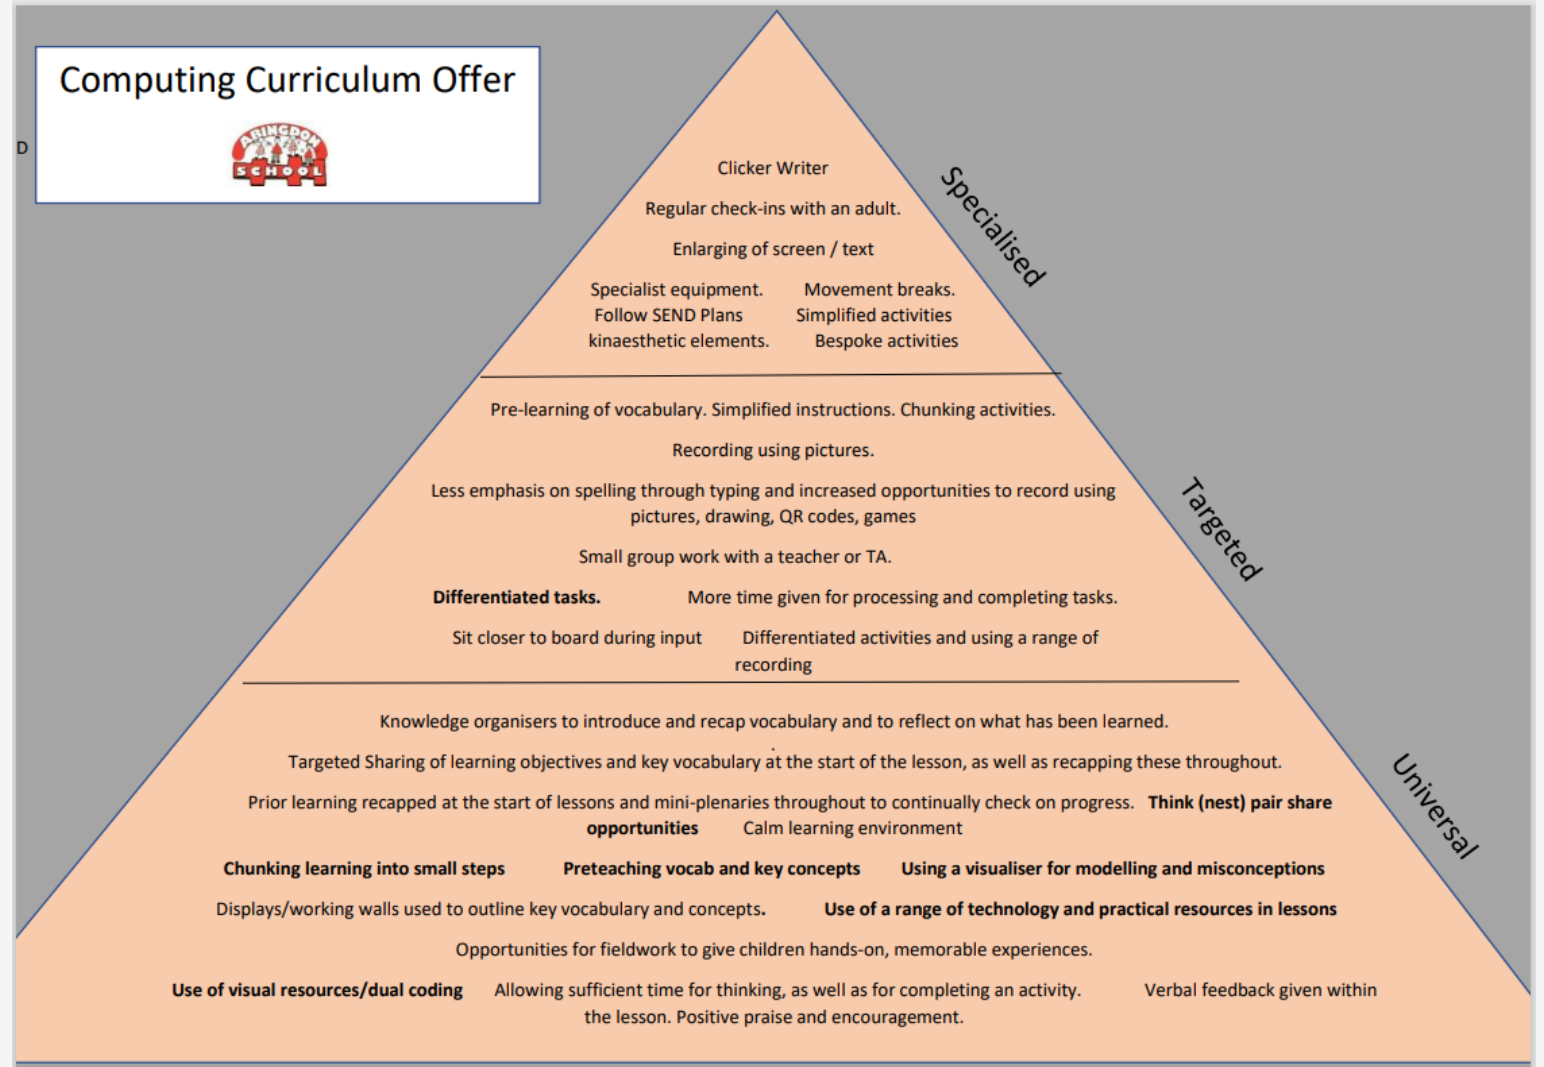 Computing Curriculum Offer
ABINGDON
SCHOOL
D
Clicker Writer
Regular check-ins with an adult.
Enlarging of screen / text
Specialist equipment. Movement breaks.
Follow SEND Plans Simplified activities
kinaesthetic elements. Bespoke activities
Specialised
Pre-learning of vocabulary. Simplified instructions. Chunking activities.
Recording using pictures.
Less emphasis on spelling through typing and increased opportunities to record using
pictures, drawing, QR codes, games
Small group work with a teacher or TA.
Differentiated tasks. More time given for processing and completing tasks.
Sit closer to board during input Differentiated activities and using a range of
recording
Targeted
Knowledge organisers to introduce and recap vocabulary and to reflect on what has been learned.
.
Targeted Sharing of learning objectives and key vocabulary at the start of the lesson, as well as recapping these throughout.
Prior learning recapped at the start of lessons and mini-plenaries throughout to continually check on progress. Think (nest) pair share
opportunities Calm learning environment
Chunking learning into small steps Preteaching vocab and key concepts Using a visualiser for modelling and misconceptions
Displays/working walls used to outline key vocabulary and concepts. Use of a range of technology and practical resources in lessons
Opportunities for fieldwork to give children hands-on, memorable experiences.
Use of visual resources/dual coding Allowing sufficient time for thinking, as well as for completing an activity. Verbal feedback given within
the lesson. Positive praise and encouragement.
Universal